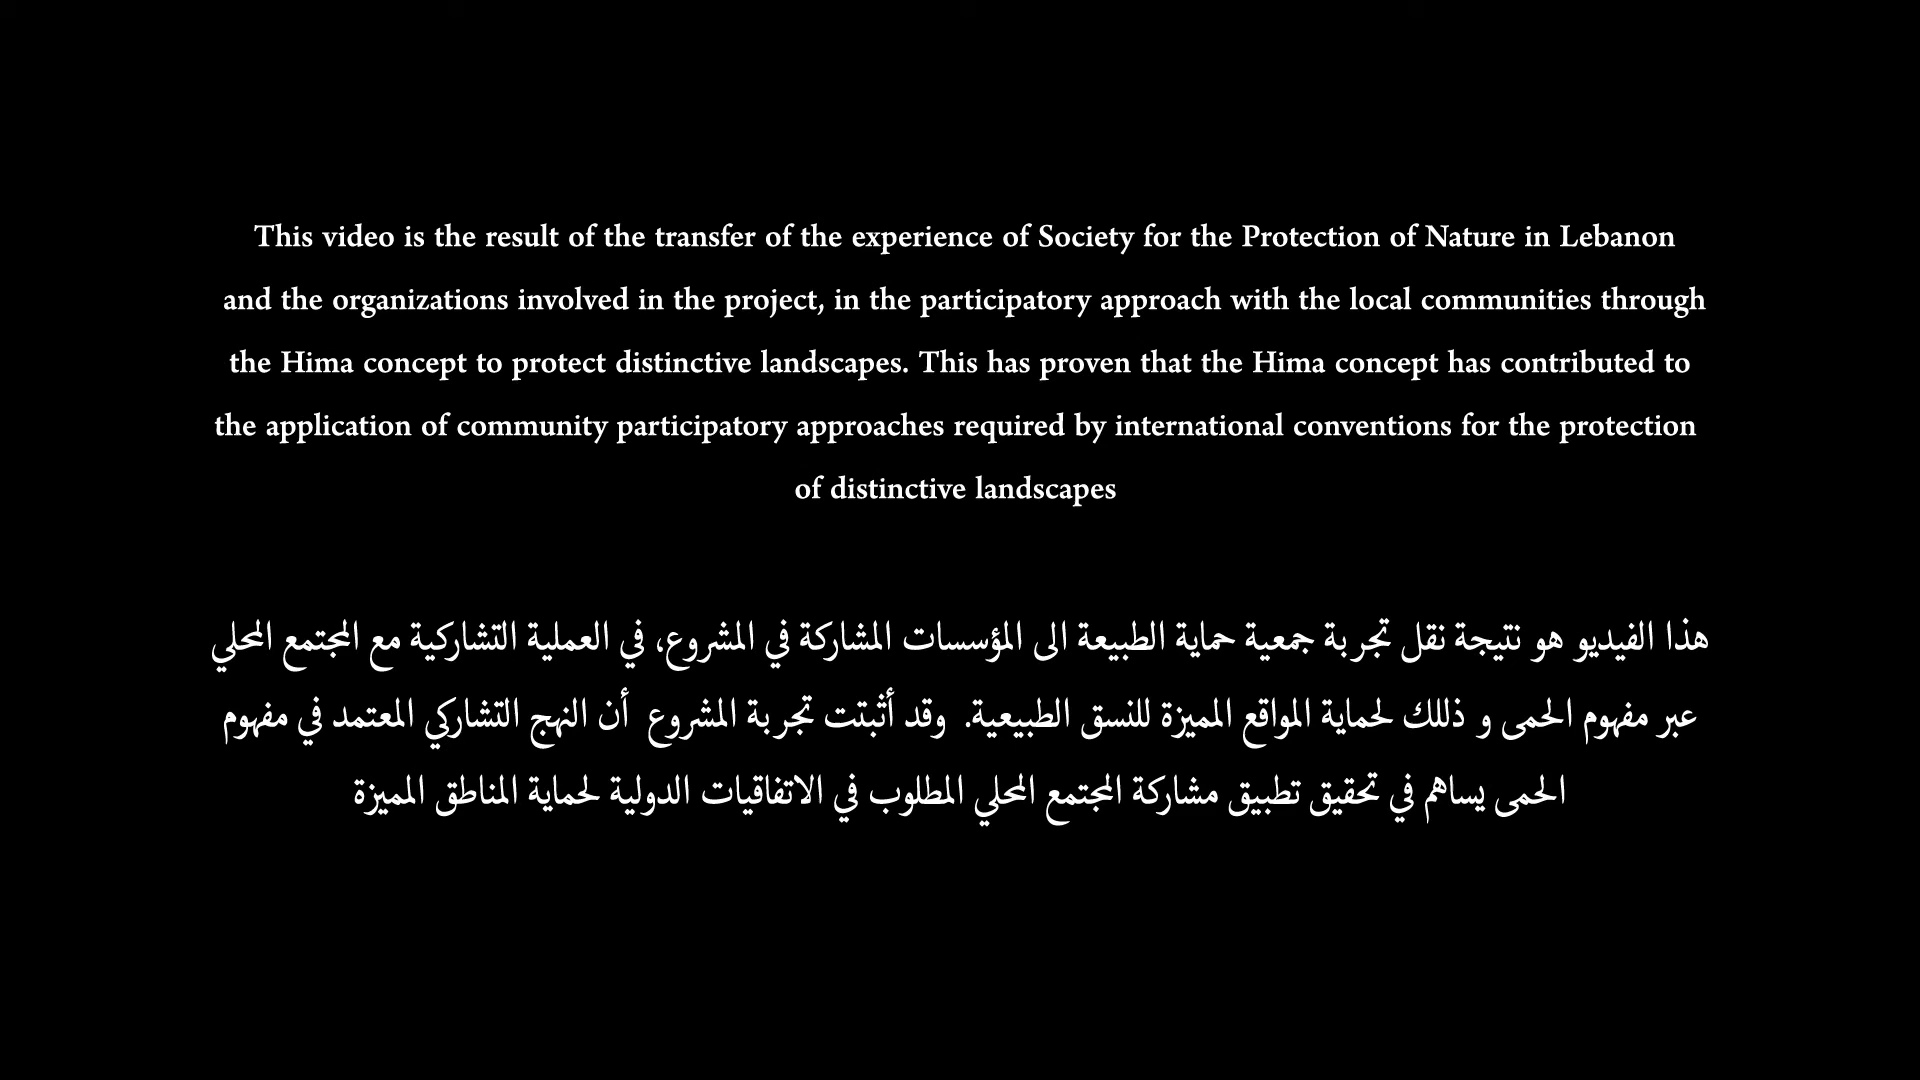 This video is the result of the transfer of the experience of Society for the Protection of Nature in Lebanon
and the organizations involved in the project, in the participatory approach with the local communities through
the Hima concept to protect distinctive landscapes. This has proven that the Hima concept has contributed to
the application of community participatory approaches required by international conventions for the protection
of distinctive landscapes
هذا الفيديو هو نتيجة نقل تجربة جمعية حماية الطبيعة الى المؤسسات المشاركة في المشروع، في العملية التشاركية مع المجتمع المحلي
عبر مفهوم الحمى و ذللك لحماية المواقع المميزة للنسق الطبيعية. وقد أثبتت تجربة المشروع أن النهج التشاركي المعتمد في مفهوم
الحمى يساهم في تحقيق تطبيق مشاركة المجتمع المحلي المطلوب في الاتفاقيات الدولية لحماية المناطق المميزة